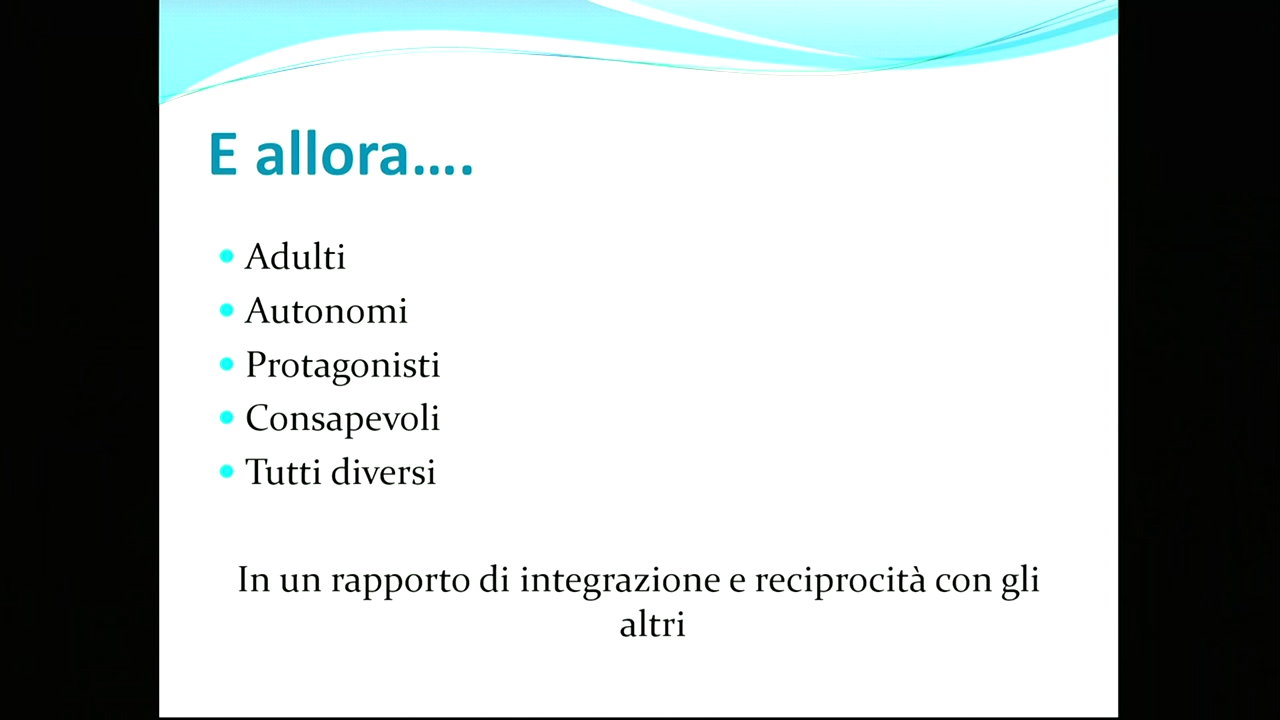 E allora....
Adulti
Autonomi
Protagonisti
Consapevoli
Tutti diversi
In un rapporto di integrazione e reciprocità con gli
altri